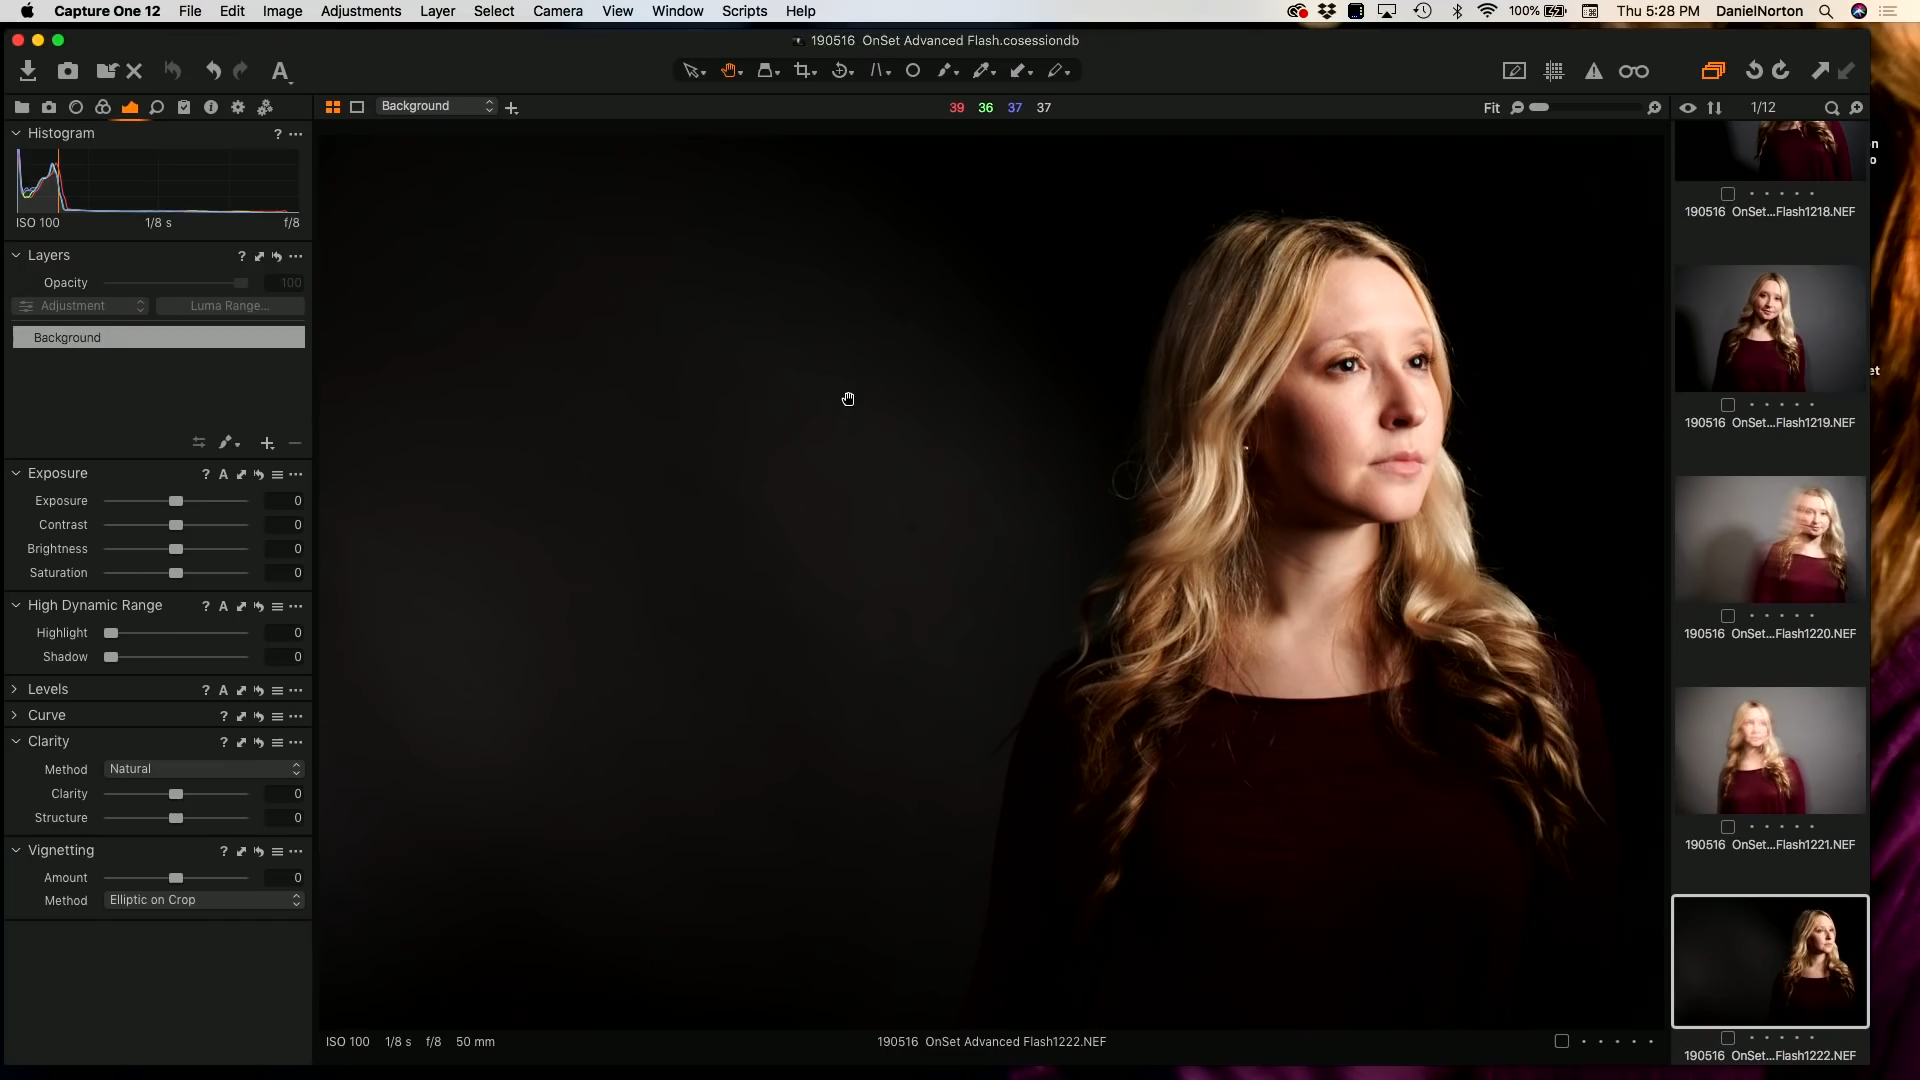 Capture One 12 File Edit Image Adjustments Layer Select Camera View Window Scripts Help 100% Thu 5:28 PM DanielNorton
190516 OnSet Advanced Flash.cosessiondb
Background 39 36 37 37 Fit 1/12
Histogram
ISO 100 1/8 s f/8
Layers
Opacity 100
Adjustment Luma Range...
Background
Exposure
Exposure 0
Contrast 0
Brightness 0
Saturation 0
High Dynamic Range
Highlight 0
Shadow 0
Levels
Curve
Clarity
Method Natural
Clarity 0
Structure 0
Vignetting
Amount 0
Method Elliptic on Crop
ISO 100 1/8 s f/8 50 mm 190516 OnSet Advanced Flash1222.NEF
190516 OnSet...Flash1218.NEF
190516 OnSet...Flash1219.NEF
190516 OnSet...Flash1220.NEF
190516 OnSet...Flash1221.NEF
190516 OnSet...Flash1222.NEF